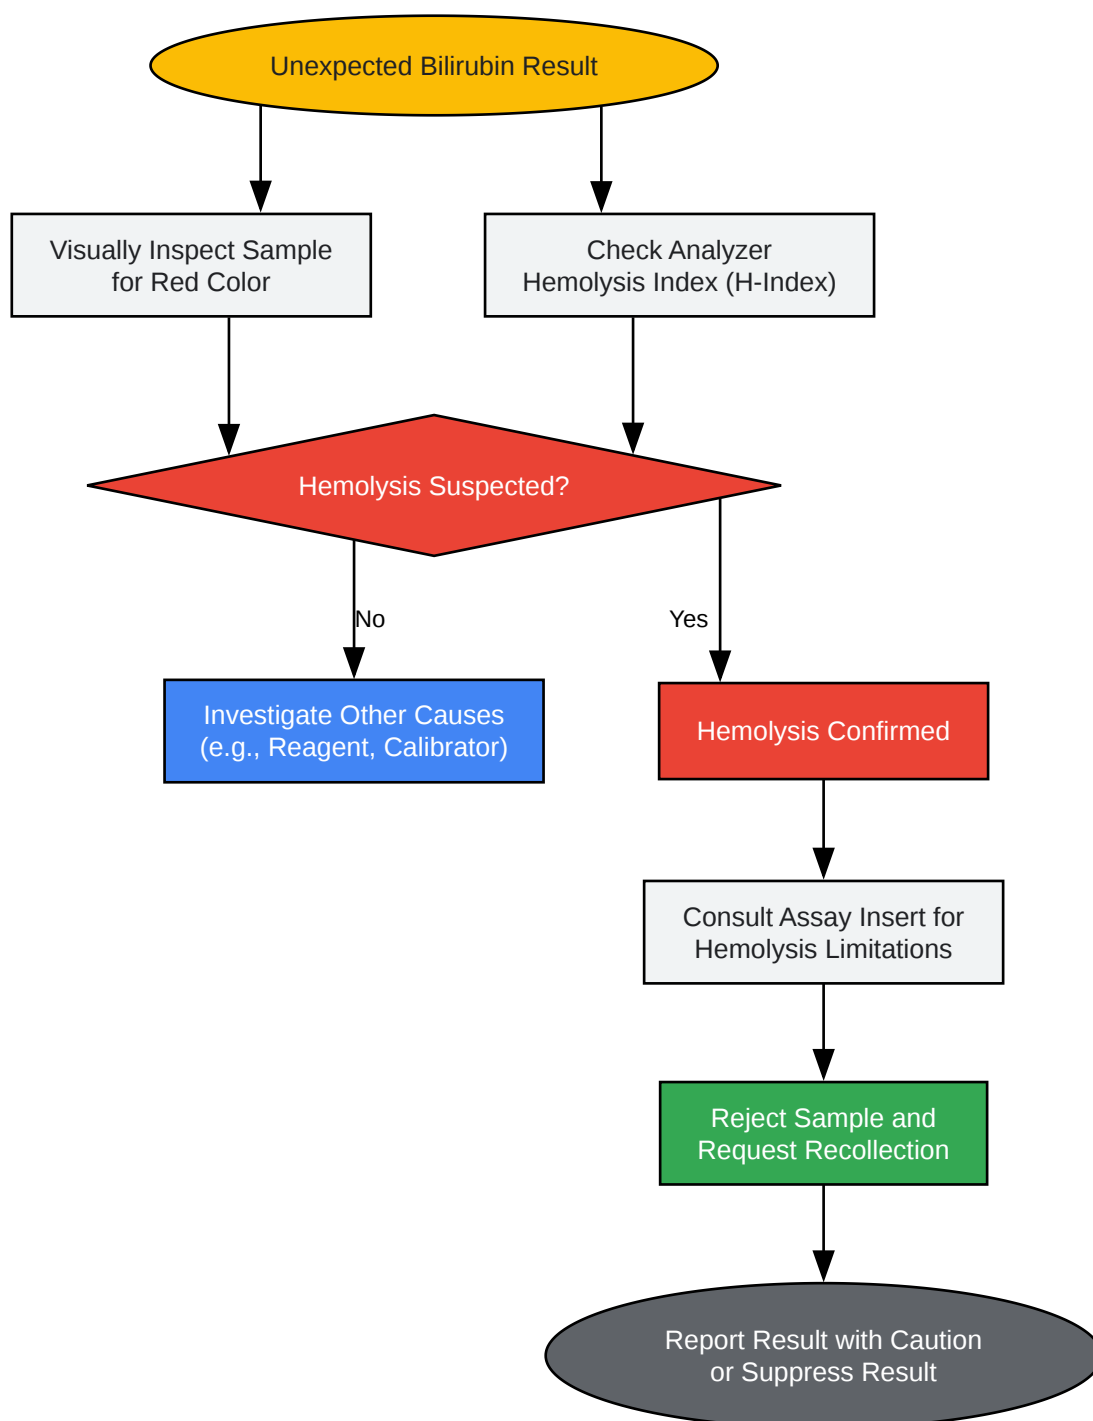 Unexpected Bilirubin Result
Visually Inspect Sample
for Red Color
Check Analyzer
Hemolysis Index (H-Index)
Hemolysis Suspected?
No
Yes
Investigate Other Causes
(e.g., Reagent, Calibrator)
Hemolysis Confirmed
Consult Assay Insert for
Hemolysis Limitations
Reject Sample and
Request Recollection
Report Result with Caution
or Suppress Result